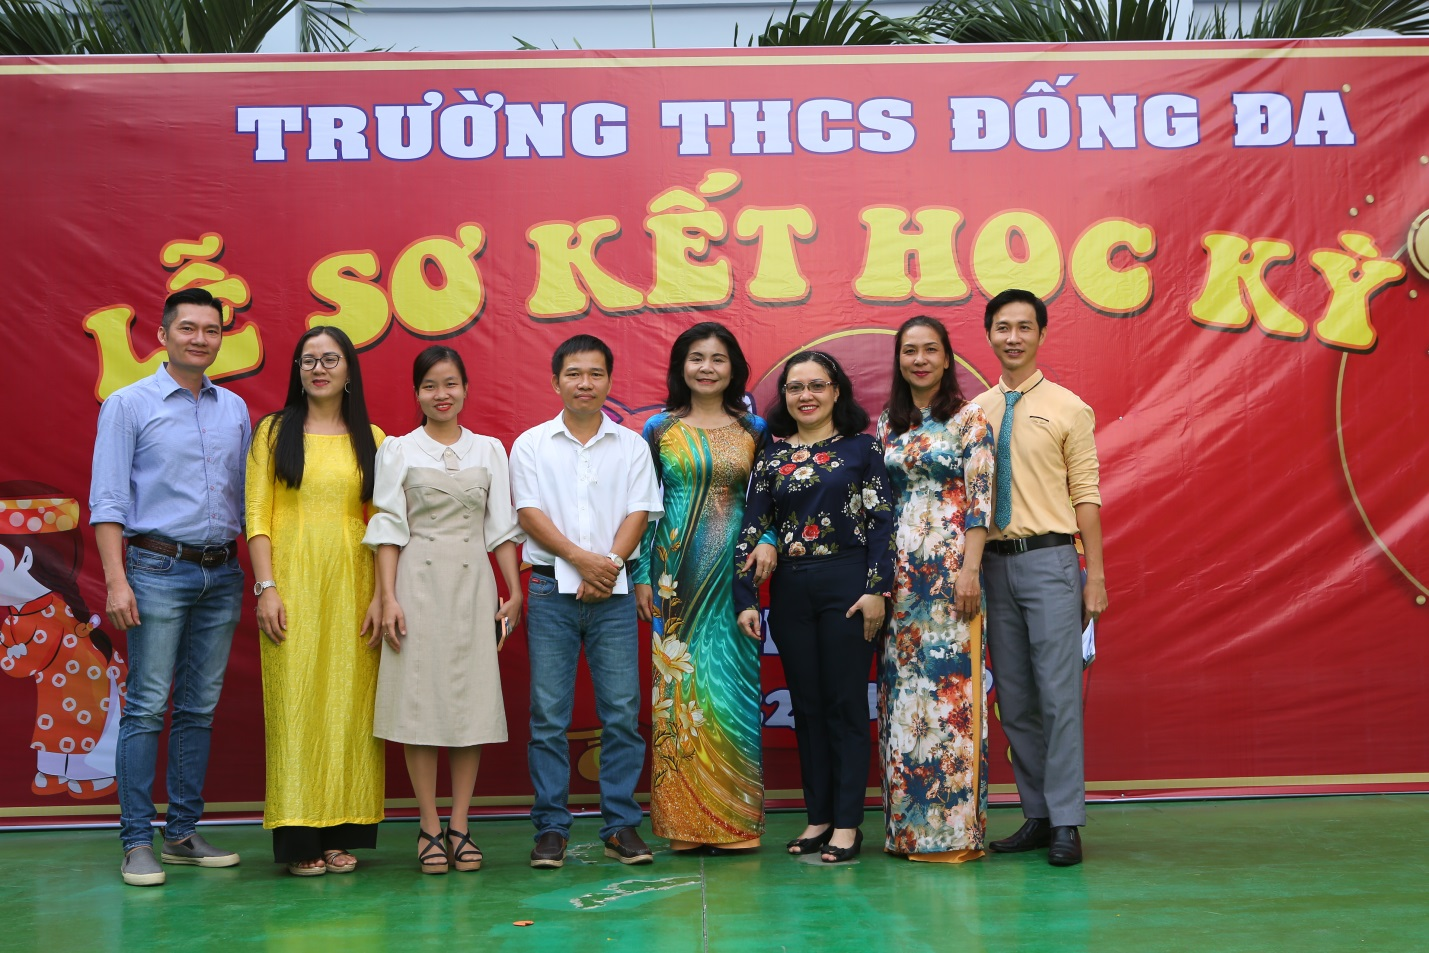 TRƯỜNG THCS ĐỐNG ĐA
LỄ SƠ KẾT HỌC KỲ